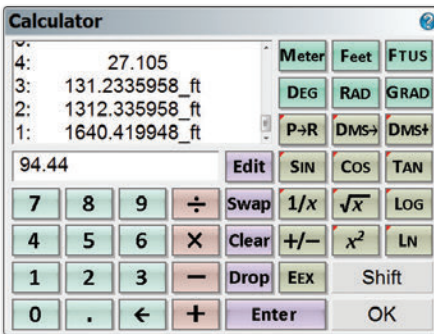 Calculator
4: 27.105
3: 131.2335958_ft
2: 1312.335958_ft
1: 1640.419948_ft
94.44
Meter Feet FTUS
DEG RAD GRAD
P→R DMS→ DMS+
Edit SIN COS TAN
7 8 9 ÷ Swap 1/x √x LOG
4 5 6 × Clear +/− x² LN
1 2 3 − Drop EEX Shift
0 . ← + Enter OK